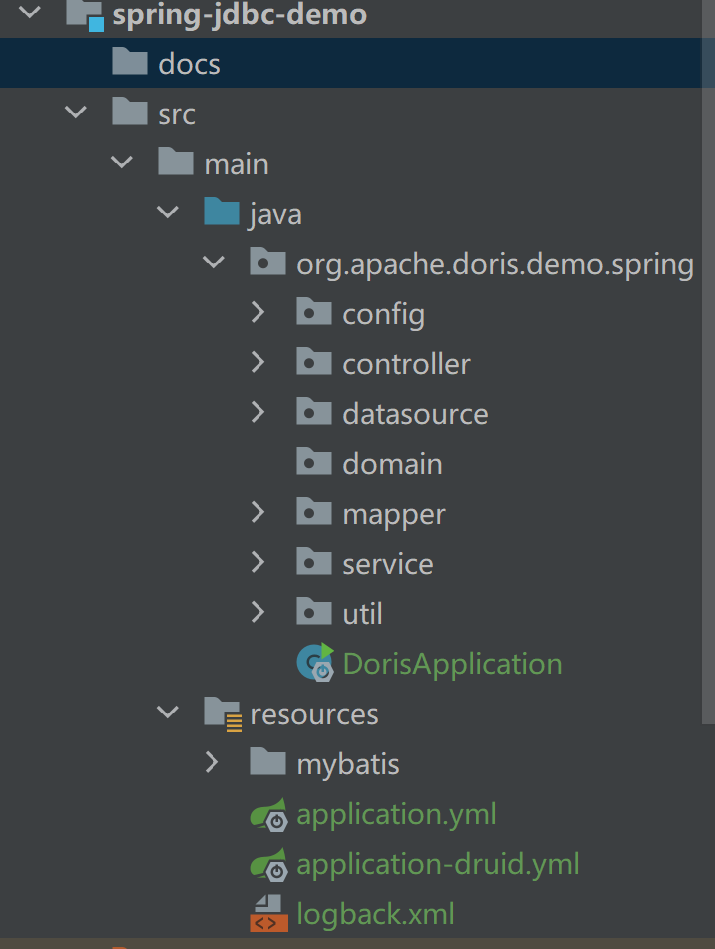 spring-jdbc-demo
docs
src
main
java
org.apache.doris.demo.spring
config
controller
datasource
domain
mapper
service
util
DorisApplication
resources
mybatis
application.yml
application-druid.yml
logback.xml